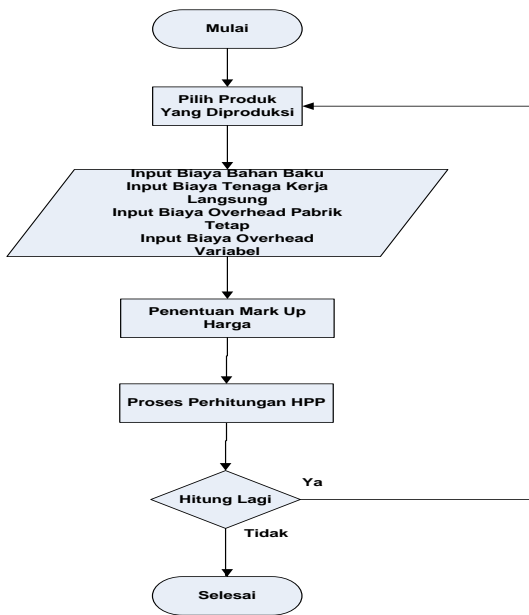 Mulai
Pilih Produk
Yang Diproduksi
Input Biaya Bahan Baku
Input Biaya Tenaga Kerja
Langsung
Input Biaya Overhead Pabrik
Tetap
Input Biaya Overhead
Variabel
Penentuan Mark Up
Harga
Proses Perhitungan HPP
Hitung Lagi
Ya
Tidak
Selesai